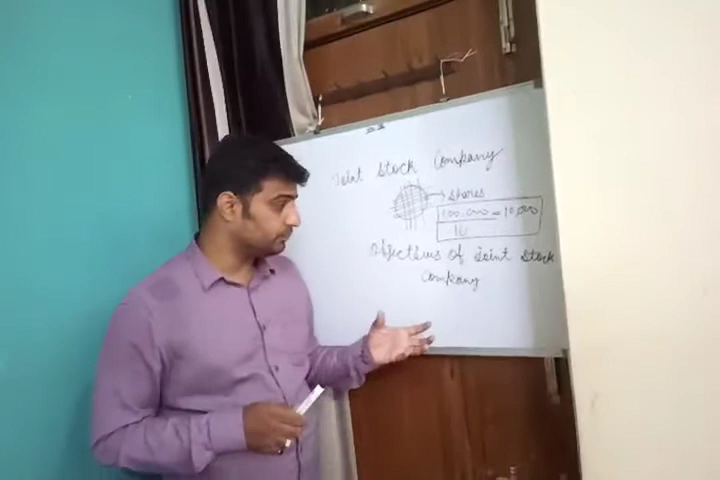 Joint Stock Company
shares
100,000 = 10,000
10
Objectives of Joint Stock
Company